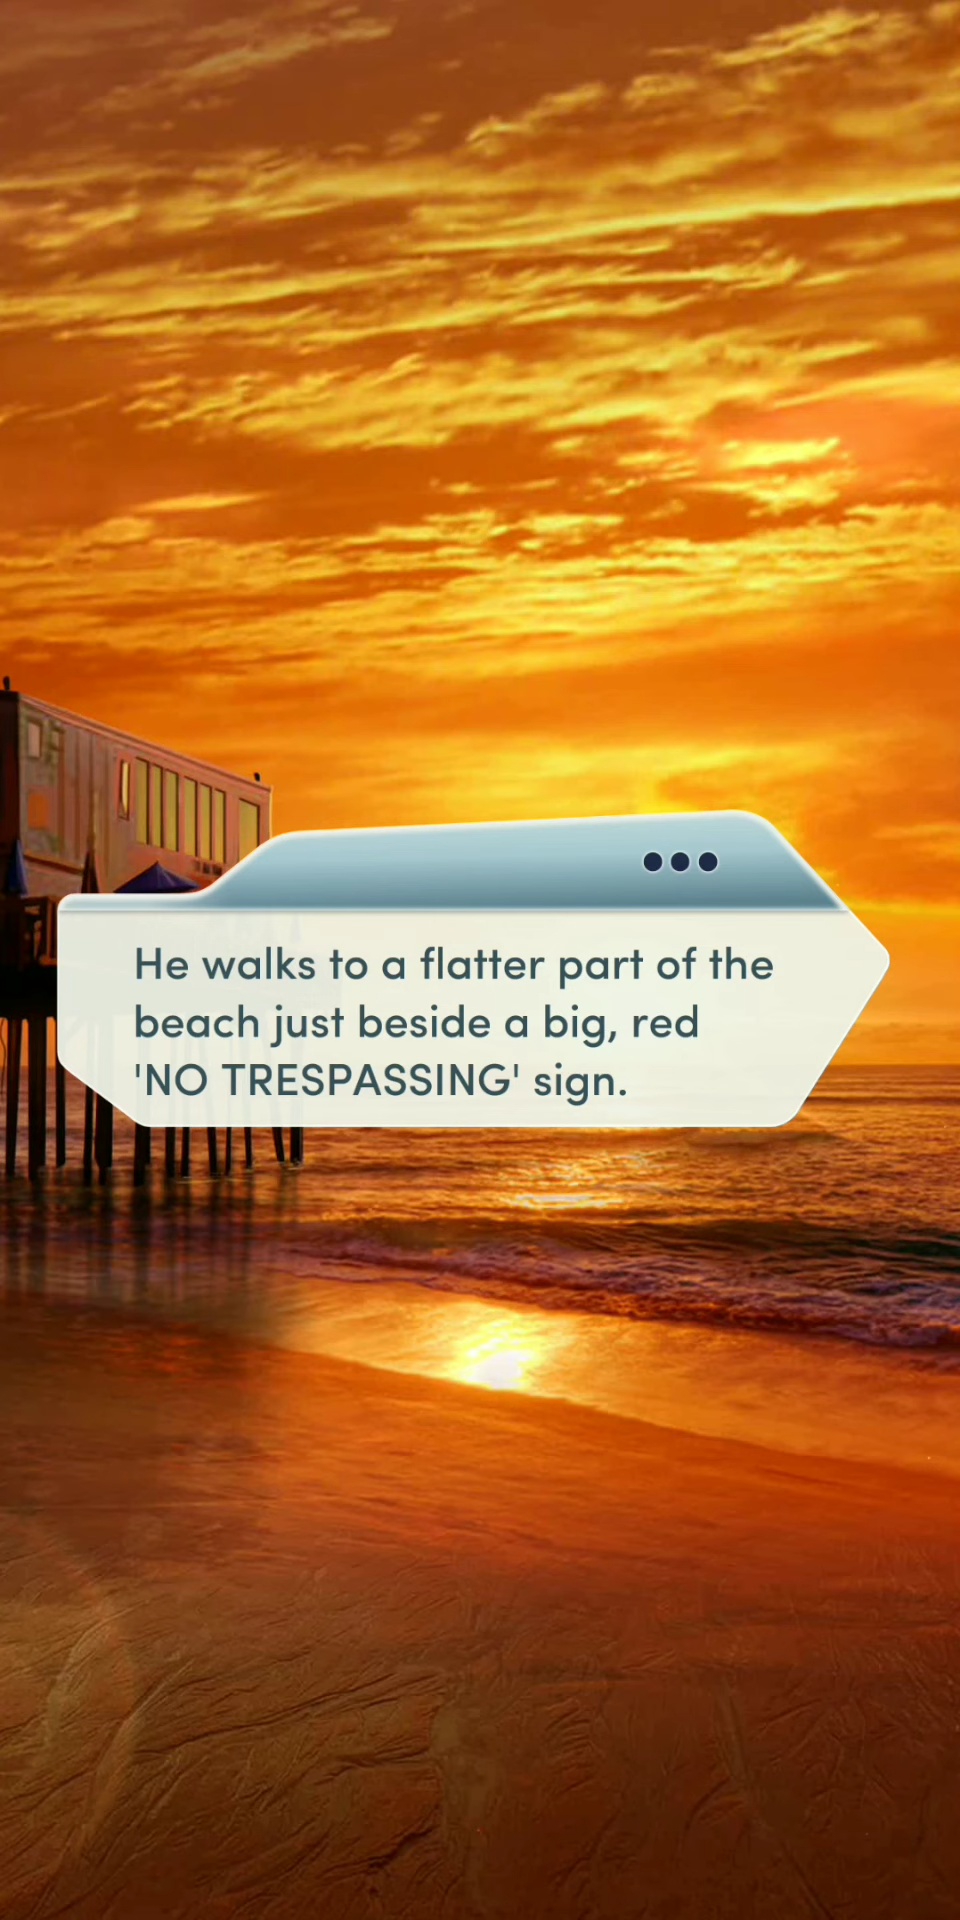 He walks to a flatter part of the
beach just beside a big, red
'NO TRESPASSING' sign.